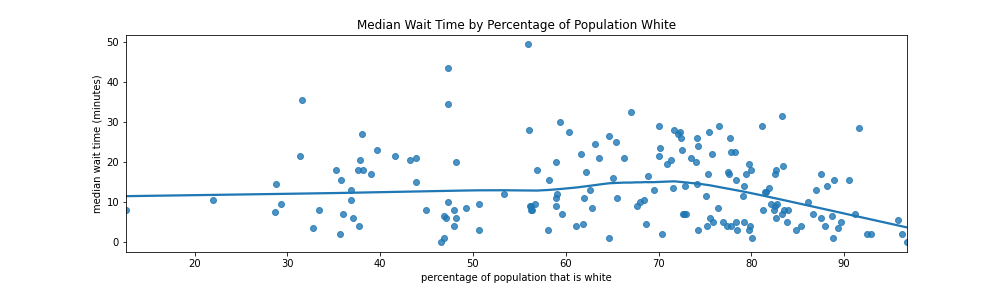 Median Wait Time by Percentage of Population White
median wait time (minutes)
50
40
30
20
10
0
20 30 40 50 60 70 80 90
percentage of population that is white